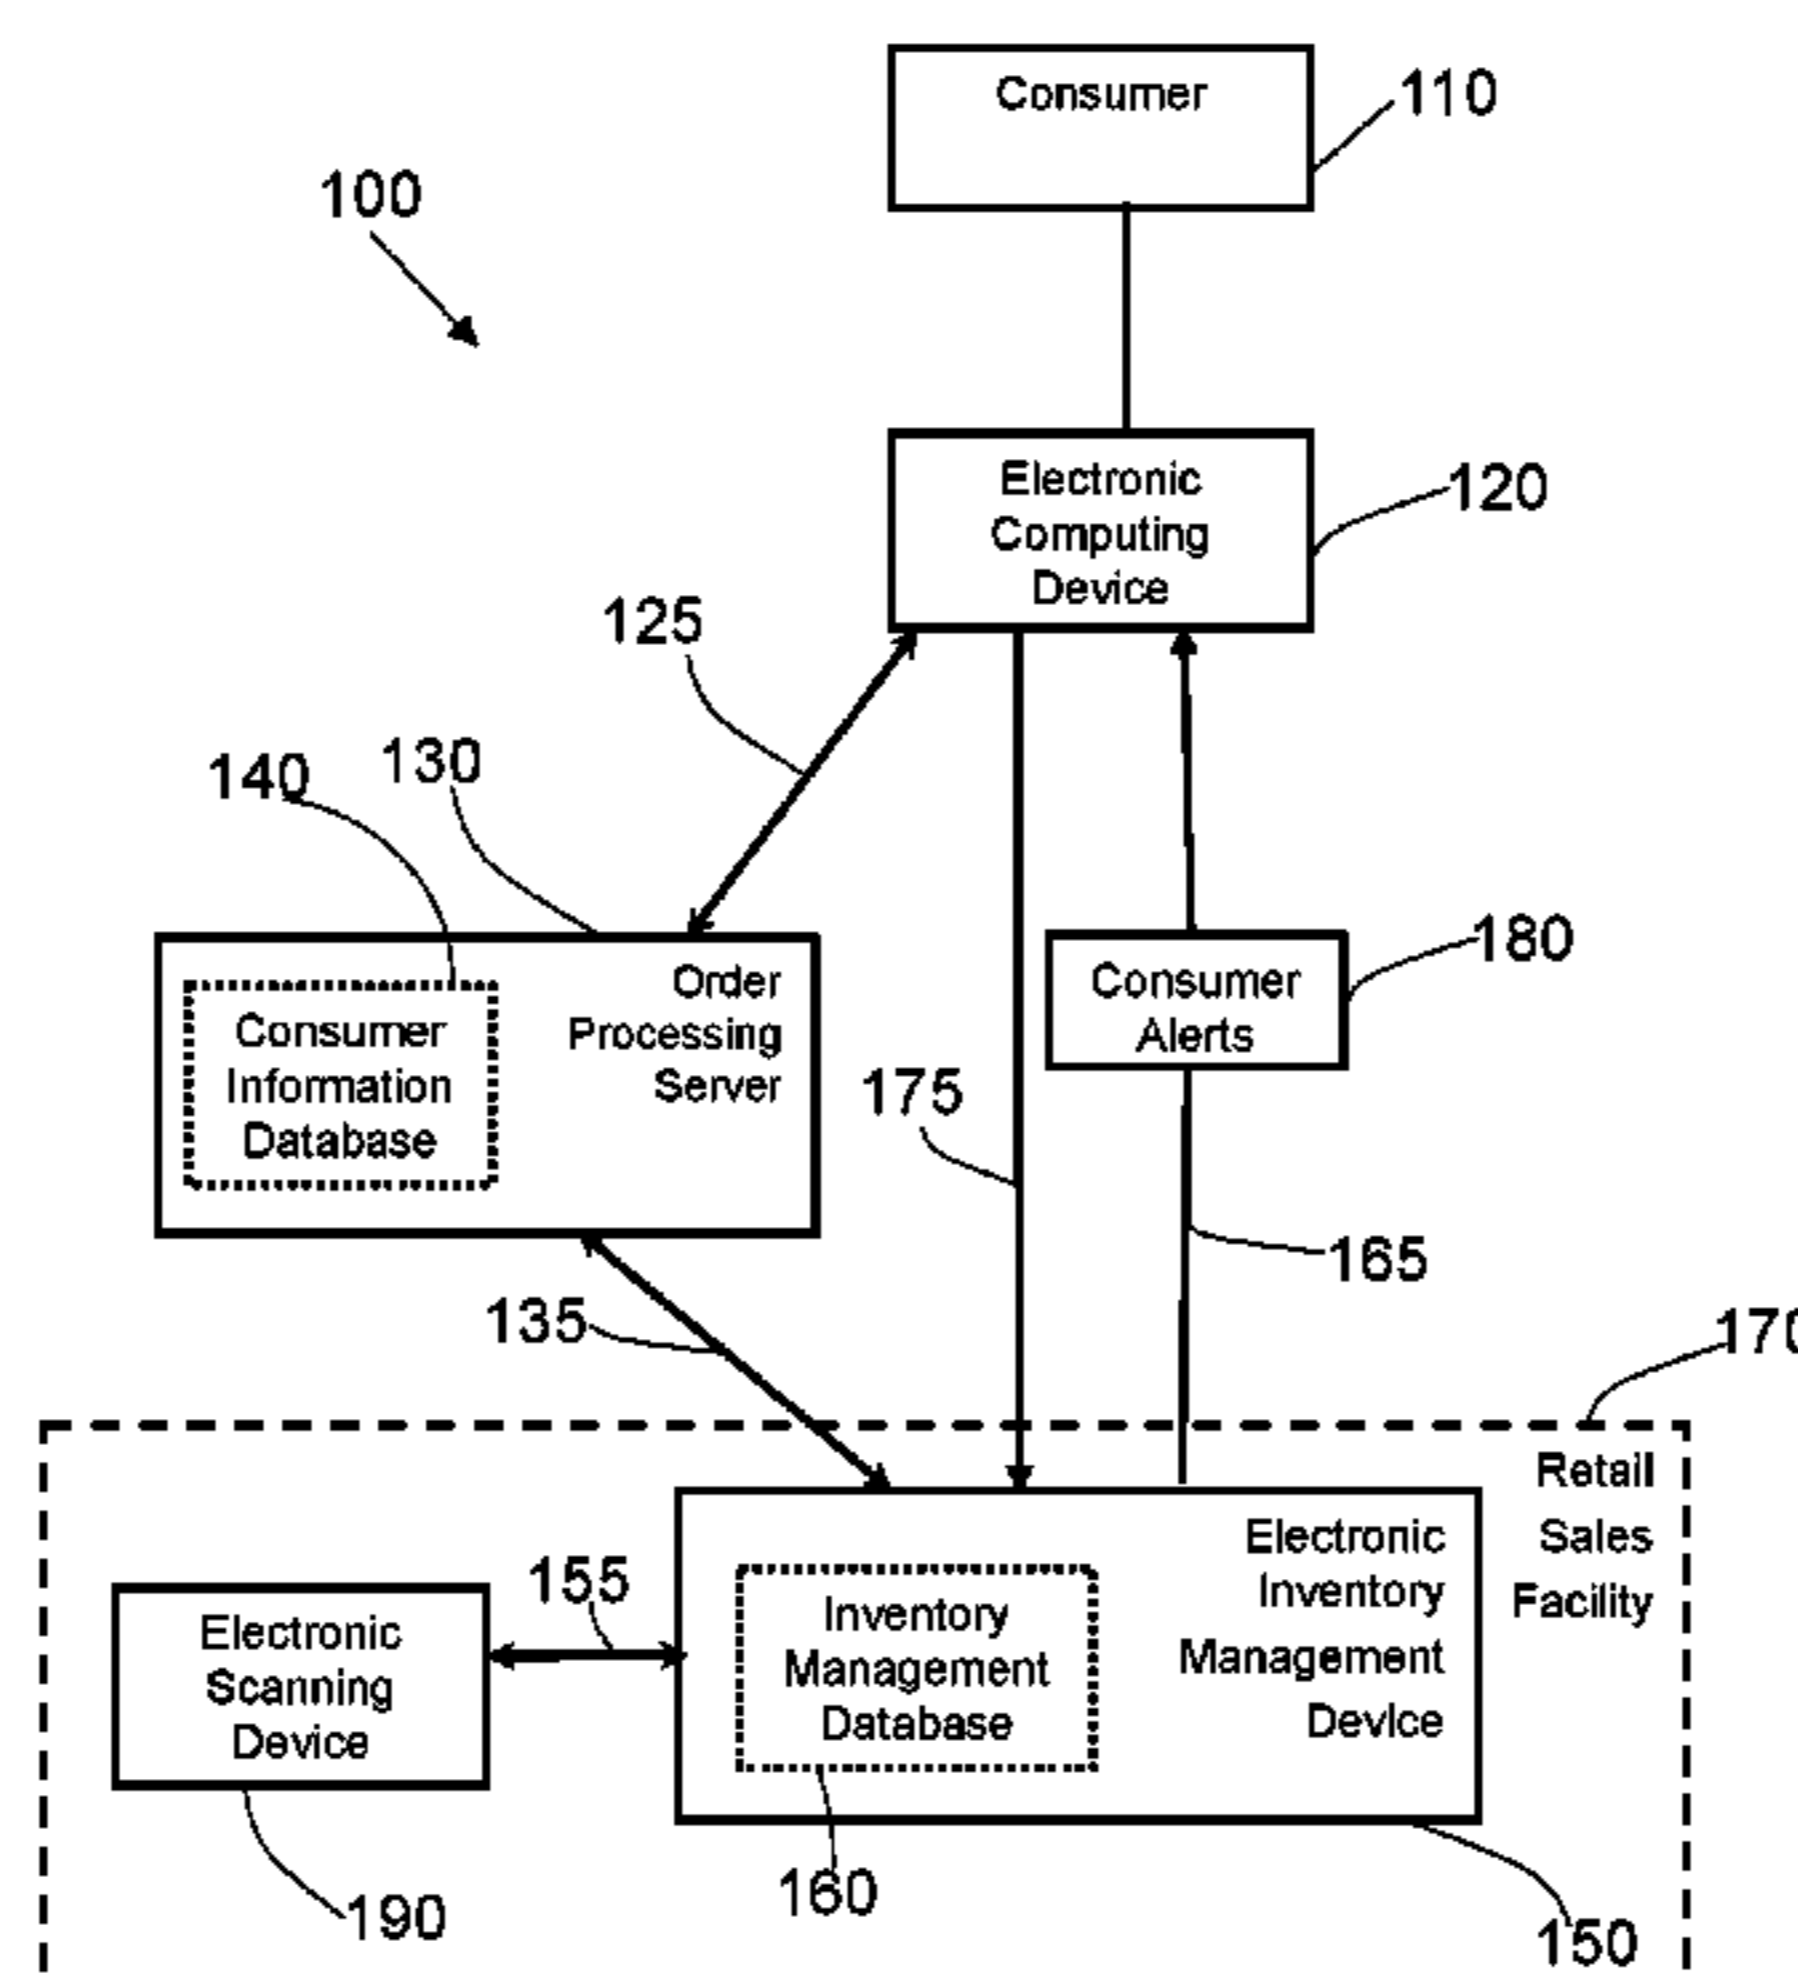 Consumer
110
100
Electronic
Computing
Device
120
125
130
140
Order
Processing
Server
Consumer
Information
Database
Consumer
Alerts
180
175
165
135
170
Retail
Sales
Facility
Electronic
Inventory
Management
Device
Inventory
Management
Database
155
Electronic
Scanning
Device
160
190
150